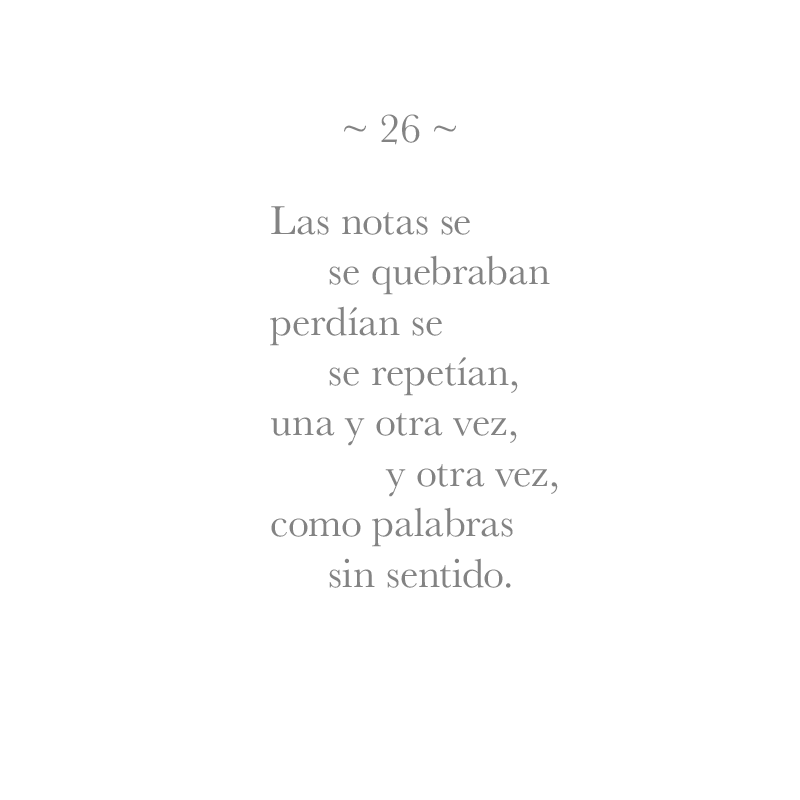 ~ 26 ~
Las notas se
se quebraban
perdían se
se repetían,
una y otra vez,
y otra vez,
como palabras
sin sentido.